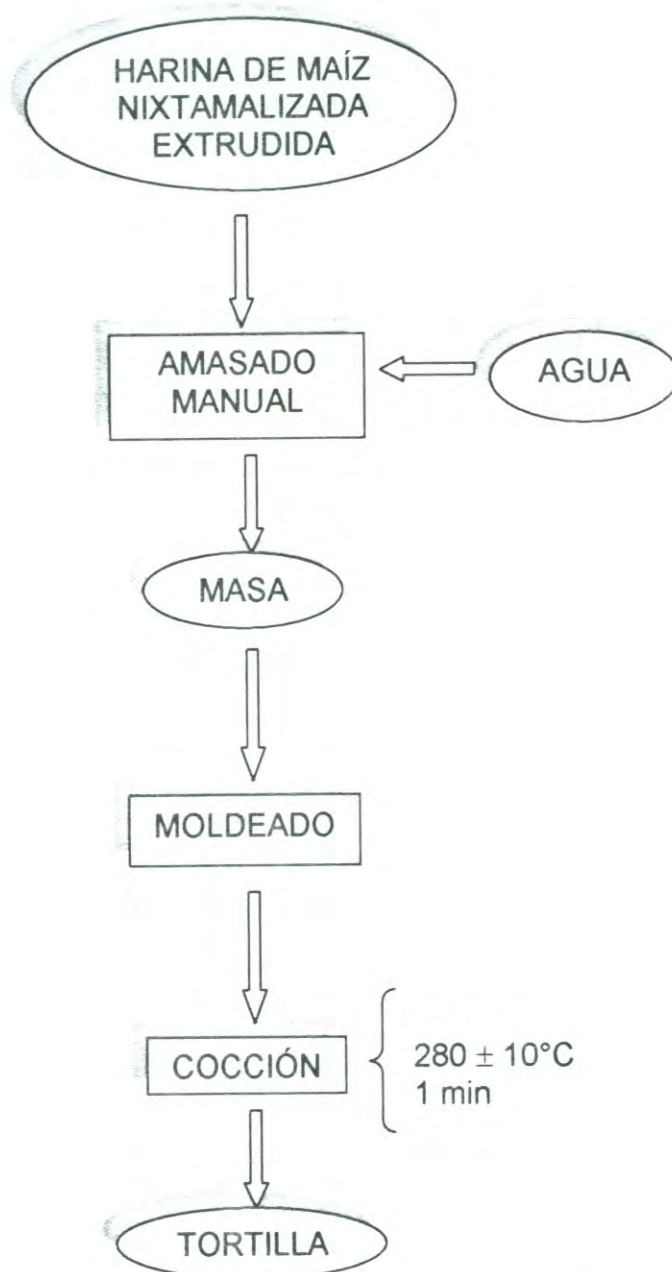 HARINA DE MAÍZ
NIXTAMALIZADA
EXTRUDIDA
AMASADO
MANUAL
AGUA
MASA
MOLDEADO
COCCIÓN
280 ± 10°C
1 min
TORTILLA